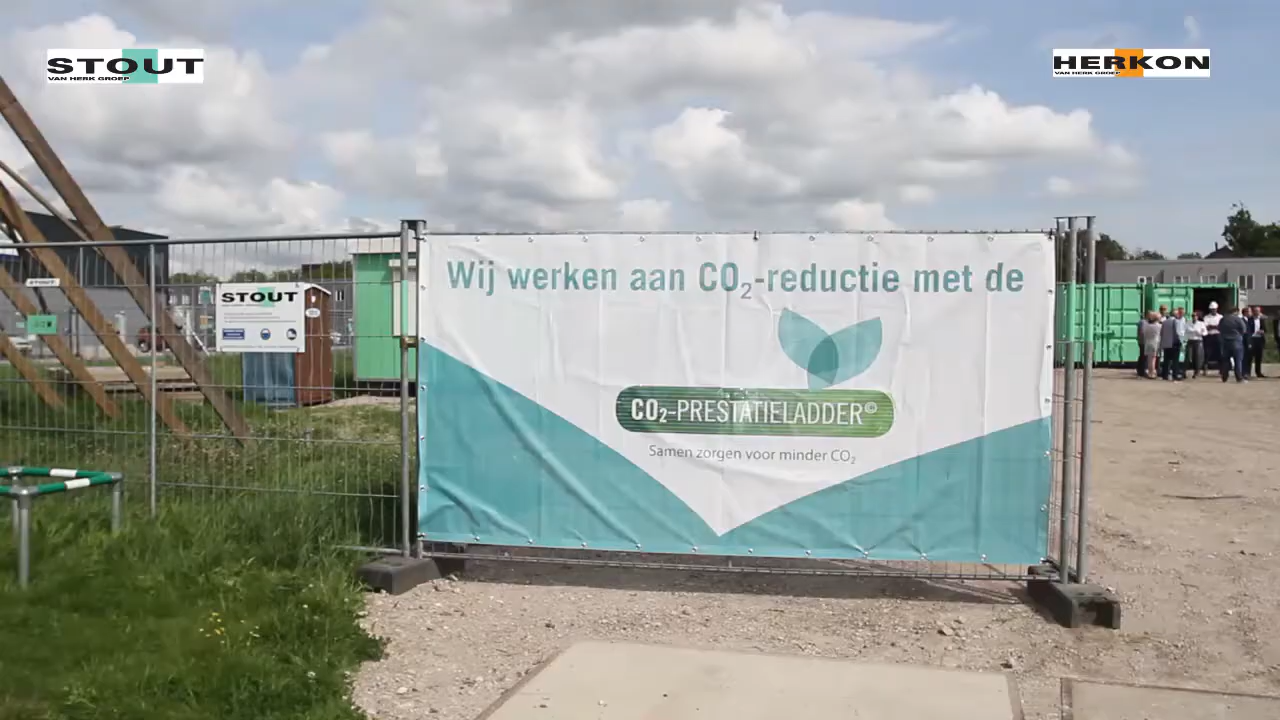 STOUT
VAN HERK GROEP
HERKON
VAN HERK GROEP
Wij werken aan CO₂-reductie met de
CO₂-PRESTATIELADDER©
Samen zorgen voor minder CO₂
STOUT
STOUT